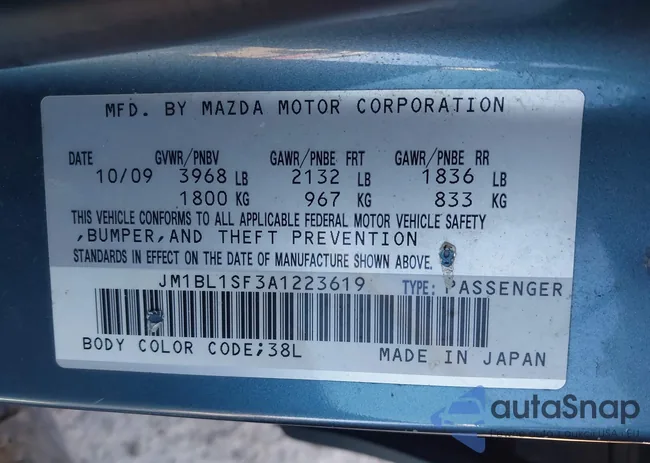 MFD. BY MAZDA MOTOR CORPORATION
DATE GVWR/PNBV GAWR/PNBE FRT GAWR/PNBE RR
10/09 3968 LB 2132 LB 1836 LB
1800 KG 967 KG 833 KG
THIS VEHICLE CONFORMS TO ALL APPLICABLE FEDERAL MOTOR VEHICLE SAFETY
,BUMPER,AND THEFT PREVENTION
STANDARDS IN EFFECT ON THE DATE OF MANUFACTURE SHOWN ABOVE.
JM1BL1SF3A1223619 TYPE: PASSENGER
BODY COLOR CODE;38L MADE IN JAPAN
autaSnap